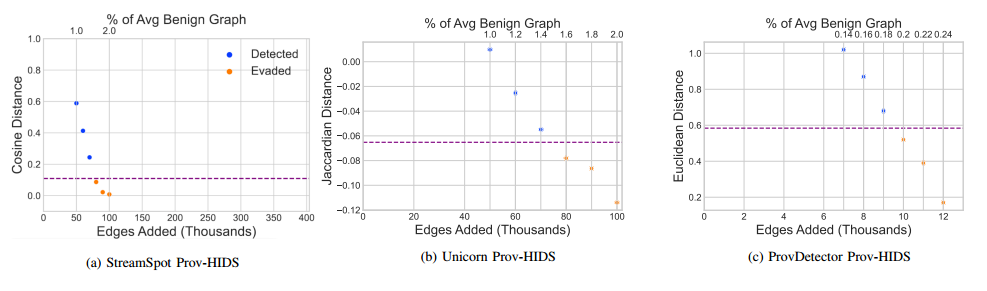 % of Avg Benign Graph
1.0 2.0
1.0
0.8
0.6
0.4
0.2
0.0
Cosine Distance
Detected
Evaded
0 50 100 150 200 250 300 350 400
Edges Added (Thousands)
(a) StreamSpot Prov-HIDS
% of Avg Benign Graph
1.0 1.2 1.4 1.6 1.8 2.0
0.00
−0.02
−0.04
−0.06
−0.08
−0.10
−0.12
Jaccardian Distance
0 20 40 60 80 100
Edges Added (Thousands)
(b) Unicorn Prov-HIDS
% of Avg Benign Graph
0.14 0.16 0.18 0.2 0.22 0.24
1.0
0.8
0.6
0.4
0.2
Euclidean Distance
0 2 4 6 8 10 12
Edges Added (Thousands)
(c) ProvDetector Prov-HIDS